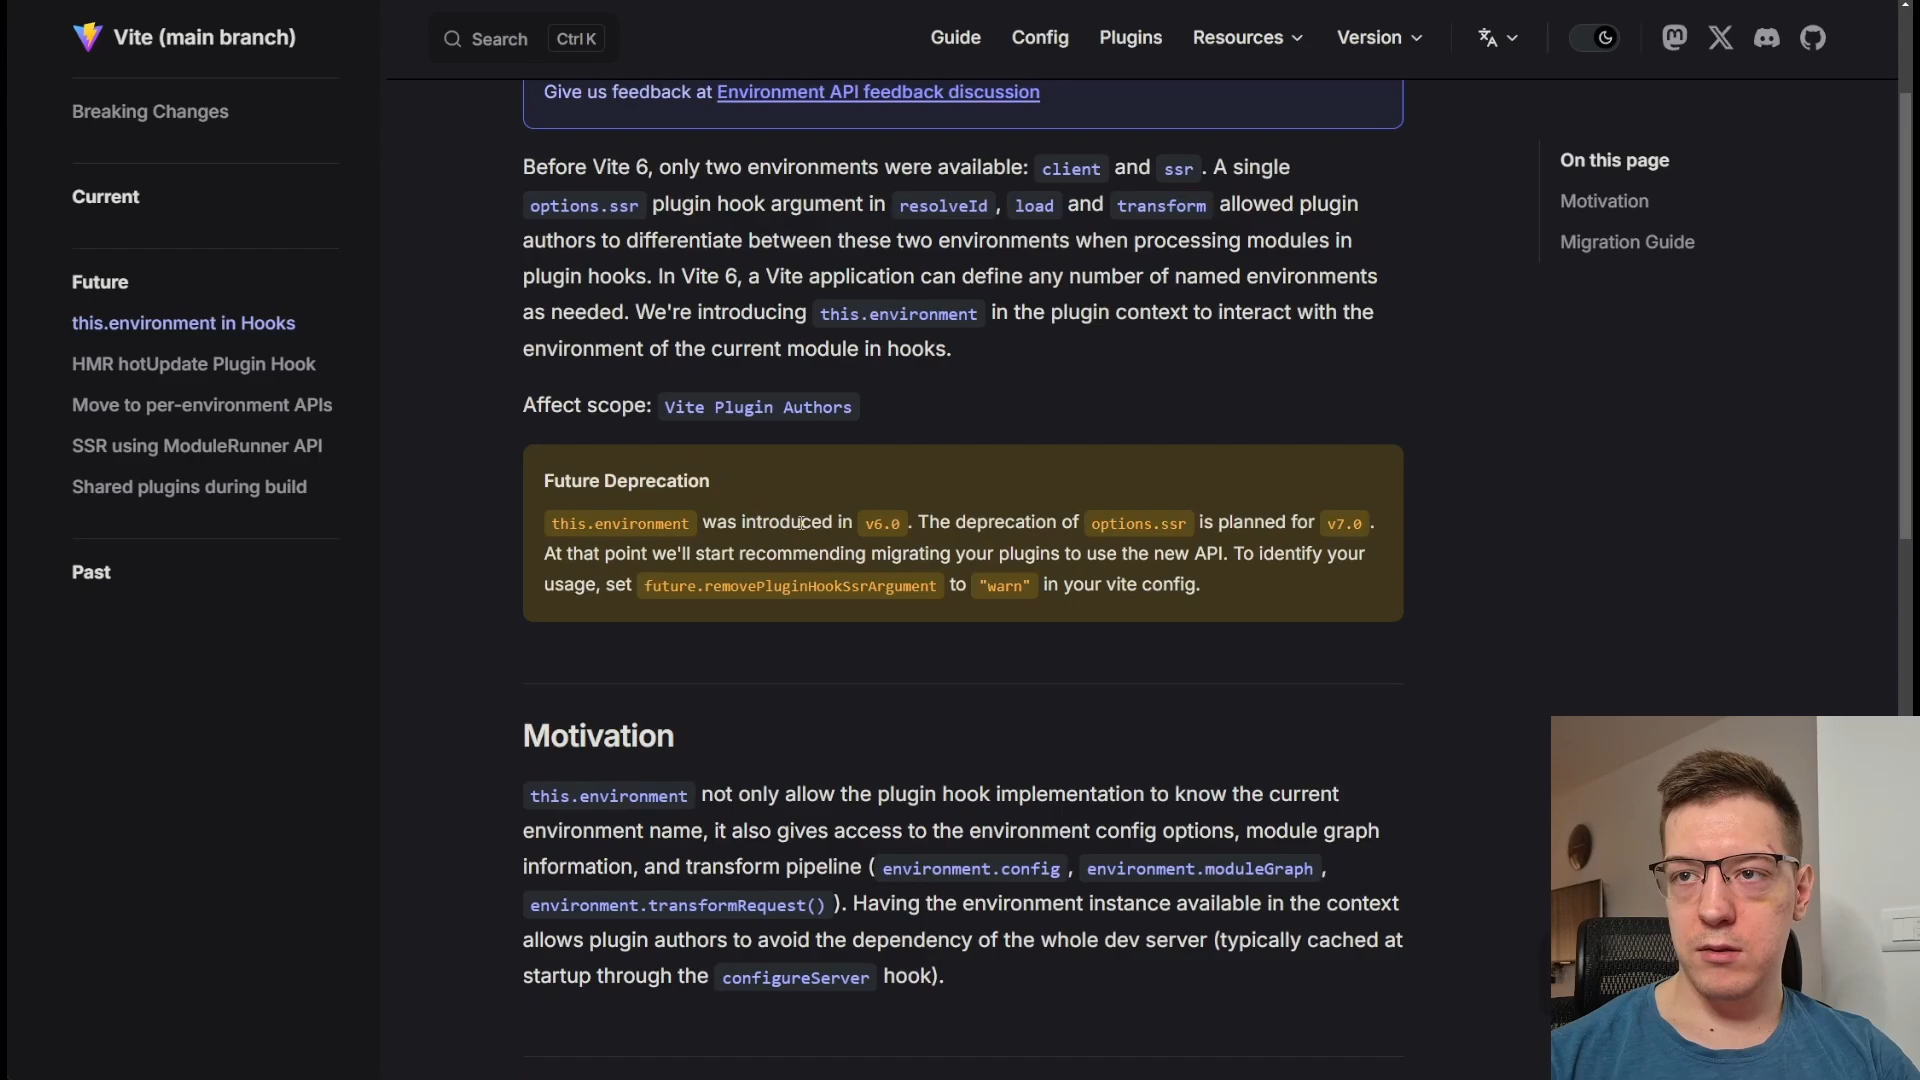 Vite (main branch)
Search Ctrl K
Guide Config Plugins Resources Version
Breaking Changes
Current
Future
this.environment in Hooks
HMR hotUpdate Plugin Hook
Move to per-environment APIs
SSR using ModuleRunner API
Shared plugins during build
Past
Give us feedback at Environment API feedback discussion
Before Vite 6, only two environments were available: client and ssr. A single
options.ssr plugin hook argument in resolveId, load and transform allowed plugin
authors to differentiate between these two environments when processing modules in
plugin hooks. In Vite 6, a Vite application can define any number of named environments
as needed. We're introducing this.environment in the plugin context to interact with the
environment of the current module in hooks.
Affect scope: Vite Plugin Authors
Future Deprecation
this.environment was introduced in v6.0. The deprecation of options.ssr is planned for v7.0.
At that point we'll start recommending migrating your plugins to use the new API. To identify your
usage, set future.removePluginHookSsrArgument to "warn" in your vite config.
Motivation
this.environment not only allow the plugin hook implementation to know the current
environment name, it also gives access to the environment config options, module graph
information, and transform pipeline (environment.config, environment.moduleGraph,
environment.transformRequest()). Having the environment instance available in the context
allows plugin authors to avoid the dependency of the whole dev server (typically cached at
startup through the configureServer hook).
On this page
Motivation
Migration Guide